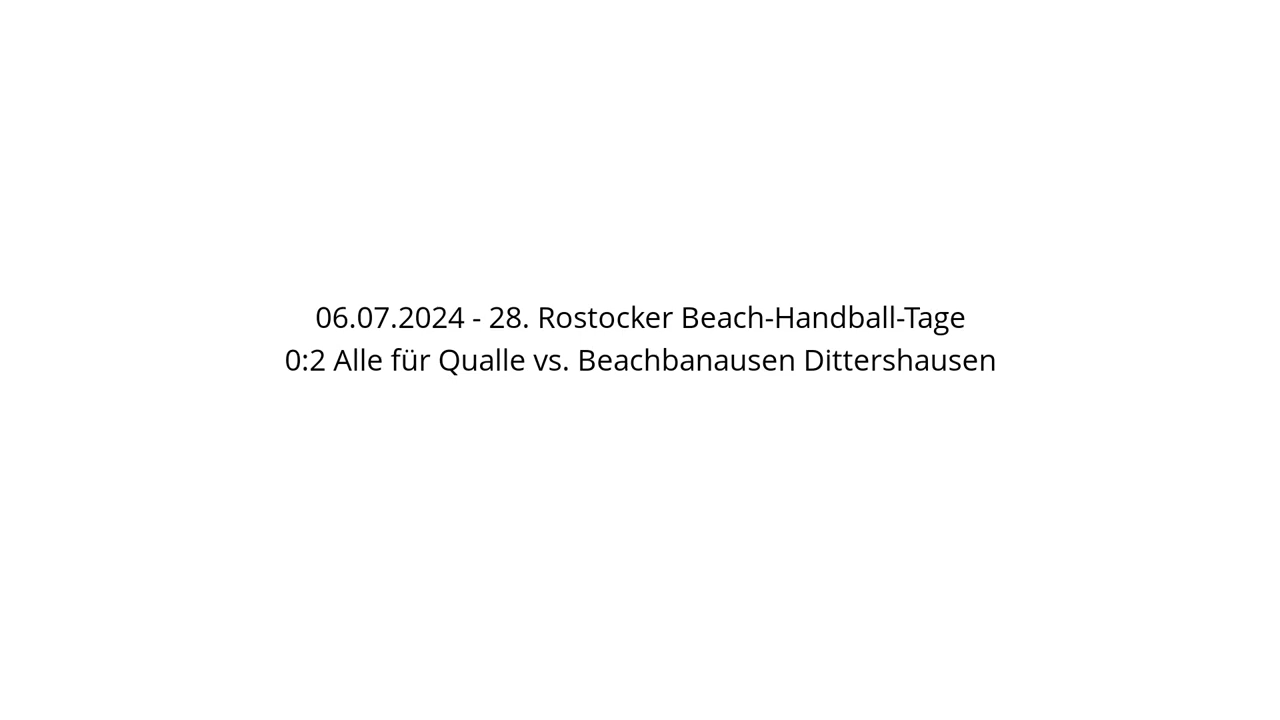 06.07.2024 - 28. Rostocker Beach-Handball-Tage
0:2 Alle für Qualle vs. Beachbanausen Dittershausen